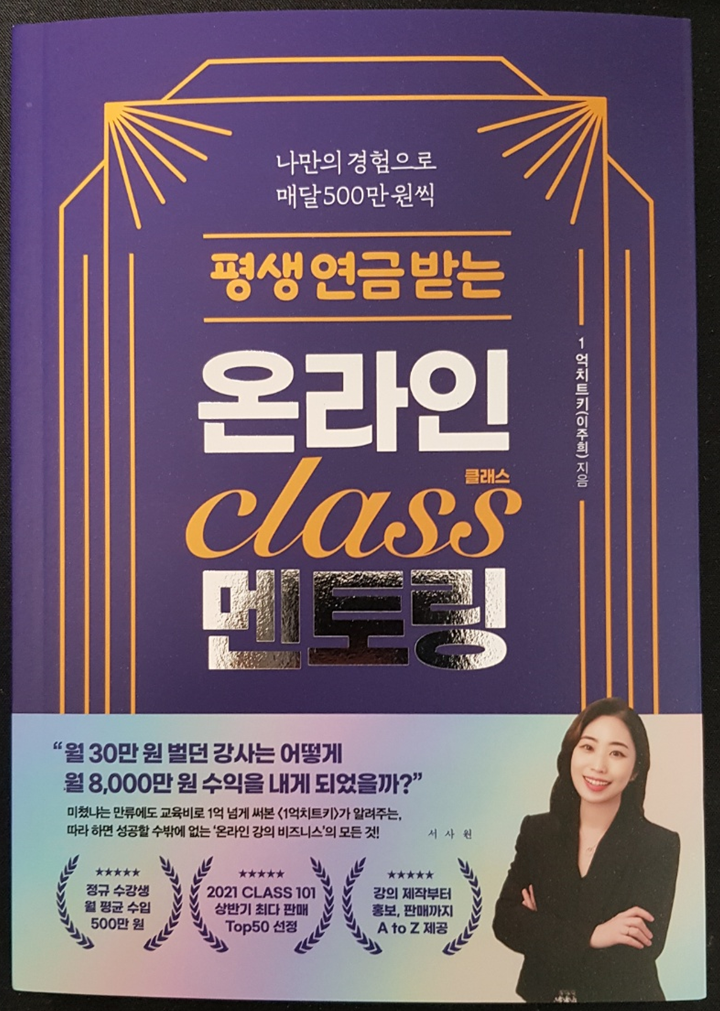 나만의 경험으로
매달 500만 원씩
평생 연금 받는
온라인
클래스
class
멘토링
1억치트키(이주희) 지음
“월 30만 원 벌던 강사는 어떻게
월 8,000만 원 수익을 내게 되었을까?”
미쳤냐는 만류에도 교육비로 1억 넘게 써본 <1억치트키>가 알려주는,
따라 하면 성공할 수밖에 없는 ‘온라인 강의 비즈니스’의 모든 것!
서사원
★★★★★
정규 수강생
월 평균 수입
500만 원
★★★★★
2021 CLASS 101
상반기 최다 판매
Top50 선정
★★★★★
강의 제작부터
홍보, 판매까지
A to Z 제공